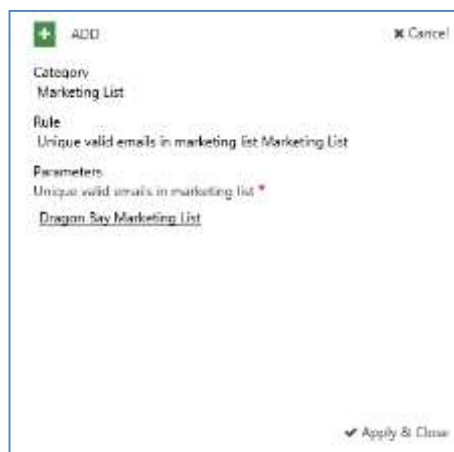 ADD
✖ Cancel
Category
Marketing List
Rule
Unique valid emails in marketing list Marketing List
Parameters
Unique valid emails in marketing list *
Dragon Bay Marketing List
✔ Apply & Close